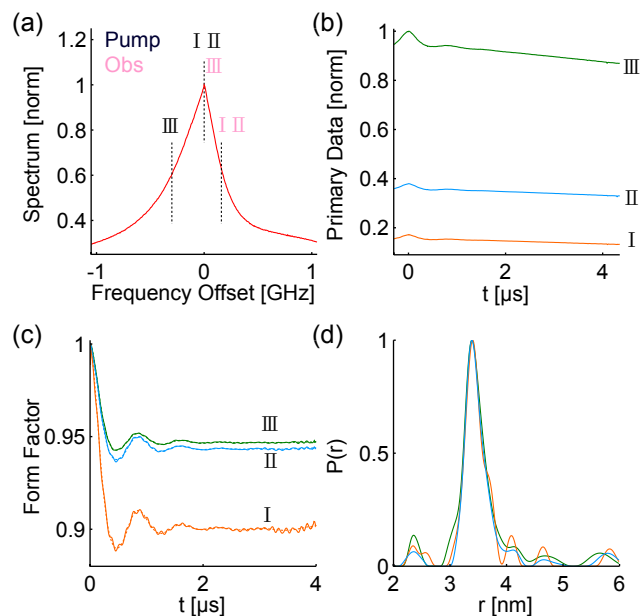 (a)
1.2
1
0.8
0.6
0.4
Spectrum [norm]
Pump
Obs
Ⅰ Ⅱ
Ⅲ
Ⅲ
Ⅰ Ⅱ
-1 0 1
Frequency Offset [GHz]
(b)
1
0.8
0.6
0.4
0.2
Primary Data [norm]
Ⅲ
Ⅱ
Ⅰ
0 2 4
t [µs]
(c)
1
0.95
0.9
Form Factor
Ⅲ
Ⅱ
Ⅰ
0 2 4
t [µs]
(d)
1
0.5
0
P(r)
2 3 4 5 6
r [nm]